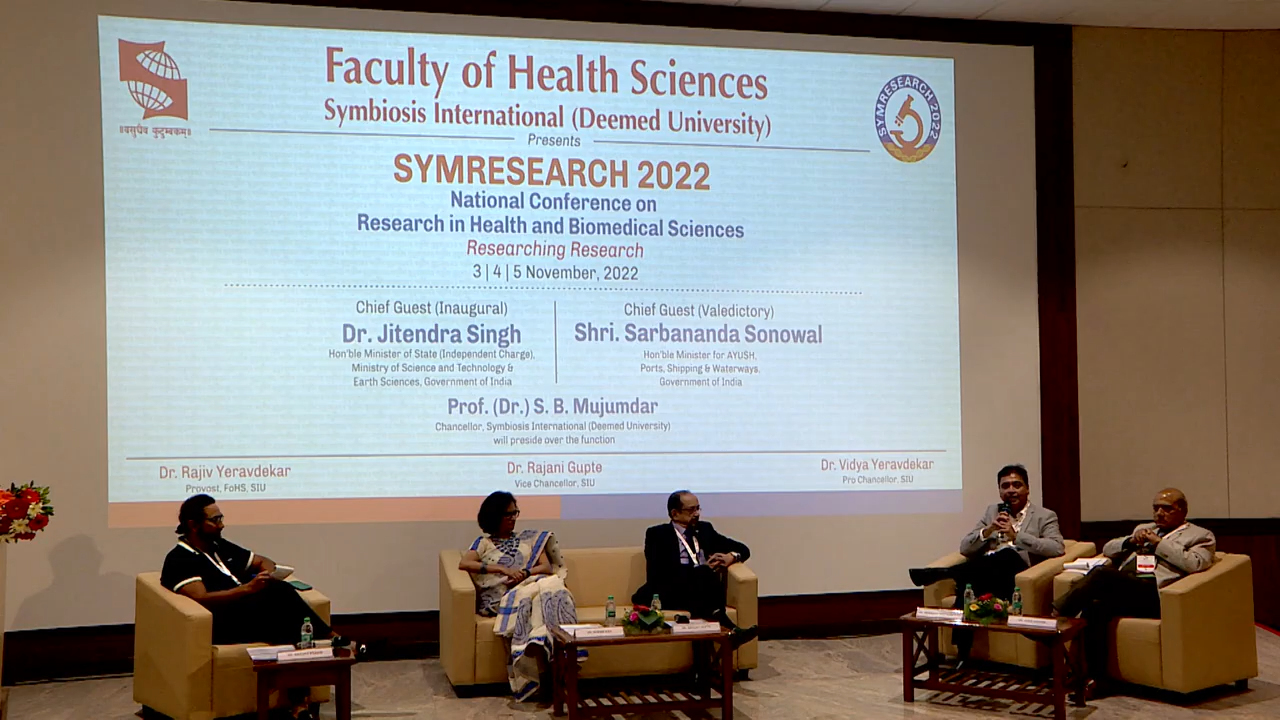 Faculty of Health Sciences
Symbiosis International (Deemed University)
Presents
SYMRESEARCH 2022
National Conference on
Research in Health and Biomedical Sciences
Researching Research
3 | 4 | 5 November, 2022
॥वसुधैव कुटुम्बकम्॥
SYMRESEARCH 2022
Chief Guest (Inaugural)
Dr. Jitendra Singh
Hon'ble Minister of State (Independent Charge),
Ministry of Science and Technology &
Earth Sciences, Government of India
Chief Guest (Valedictory)
Shri. Sarbananda Sonowal
Hon'ble Minister for AYUSH,
Ports, Shipping & Waterways,
Government of India
Prof. (Dr.) S. B. Mujumdar
Chancellor, Symbiosis International (Deemed University)
will preside over the function
Dr. Rajiv Yeravdekar
Provost, FoHS, SIU
Dr. Rajani Gupte
Vice Chancellor, SIU
Dr. Vidya Yeravdekar
Pro Chancellor, SIU